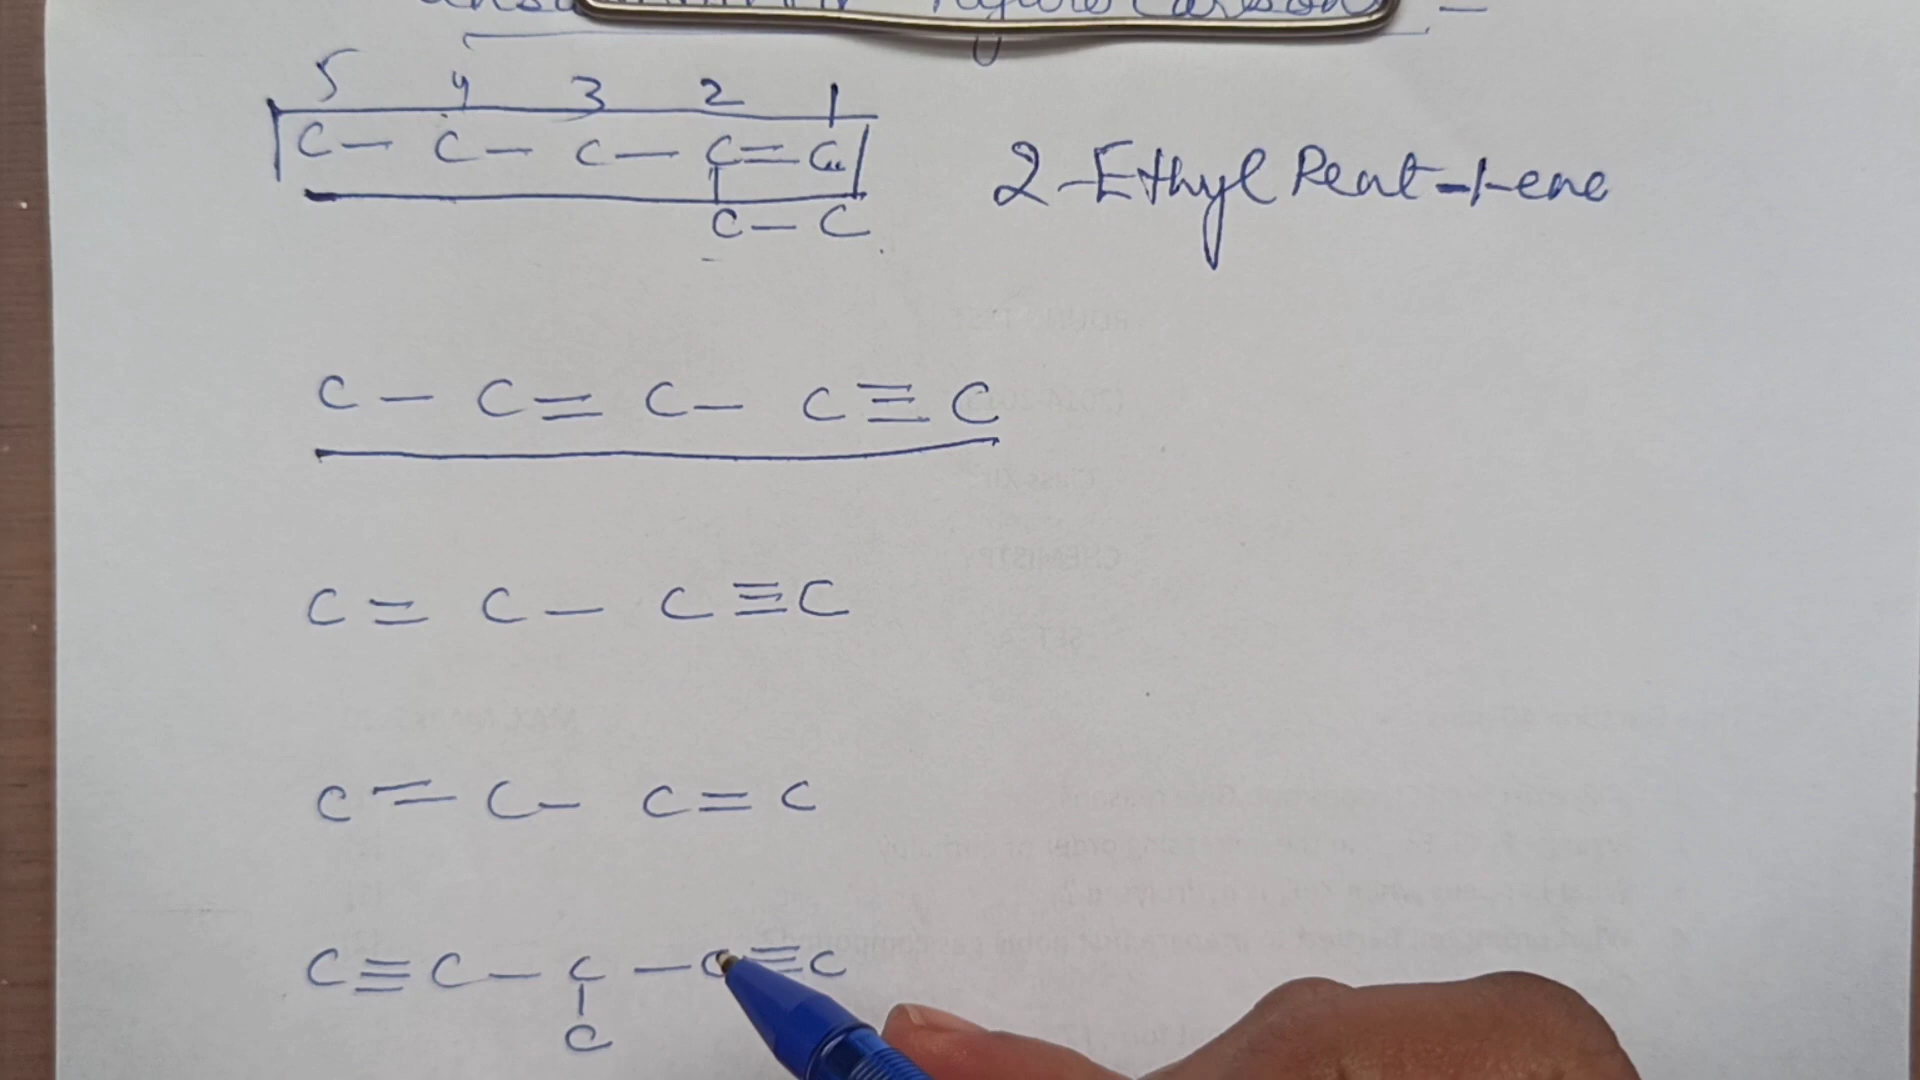 5 4 3 2 1
C – C – C – C = C
C – C
2-Ethyl Pent-1-ene
C – C = C – C ≡ C
C = C – C ≡ C
C = C – C = C
C ≡ C – C – C ≡ C
C